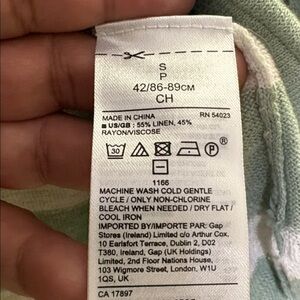 S
P
42/86-89CM
CH
MADE IN CHINA RN 54023
US/GB : 55% LINEN, 45%
RAYON/VISCOSE
30
P
1166
MACHINE WASH COLD GENTLE
CYCLE / ONLY NON-CHLORINE
BLEACH WHEN NEEDED / DRY FLAT /
COOL IRON
IMPORTED BY/IMPORTE PAR: Gap
Stores (Ireland) Limited c/o Arthur Cox,
10 Earlsfort Terrace, Dublin 2, D02
T380, Ireland, Gap (UK Holdings)
Limited, 2nd Floor Nations House,
103 Wigmore Street, London, W1U
1QS, UK
CA 17897